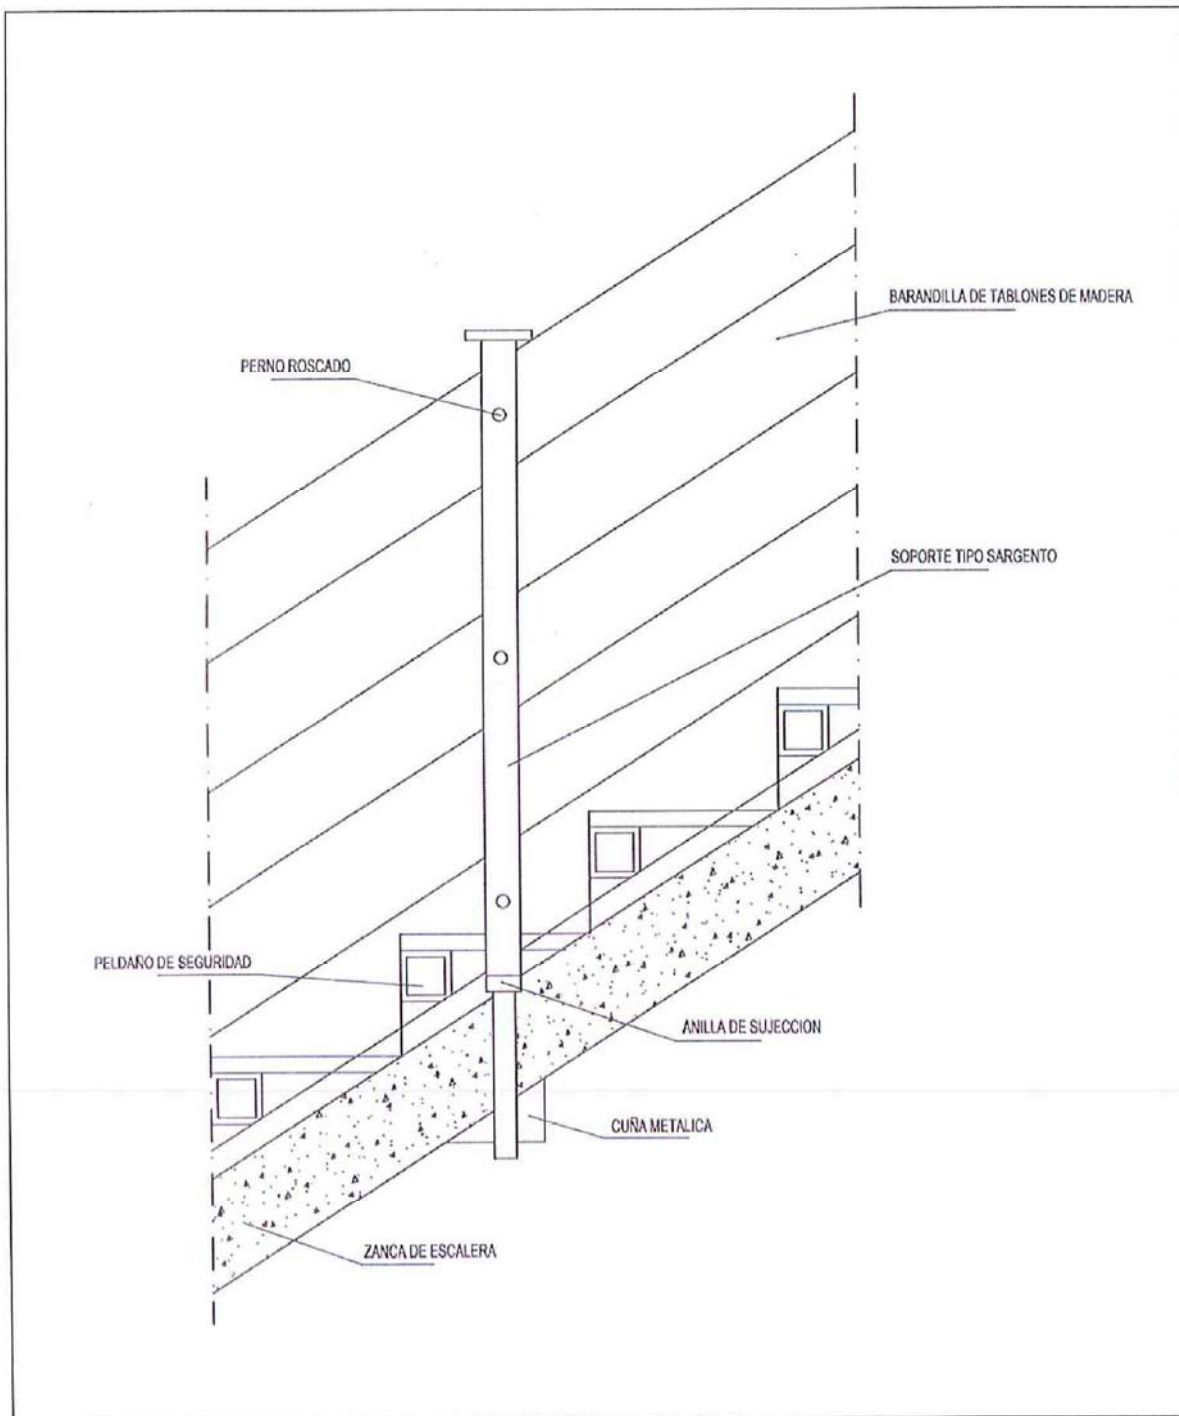 BARANDILLA DE TABLONES DE MADERA
PERNO ROSCADO
SOPORTE TIPO SARGENTO
PELDAÑO DE SEGURIDAD
ANILLA DE SUJECCION
CUÑA METALICA
ZANCA DE ESCALERA